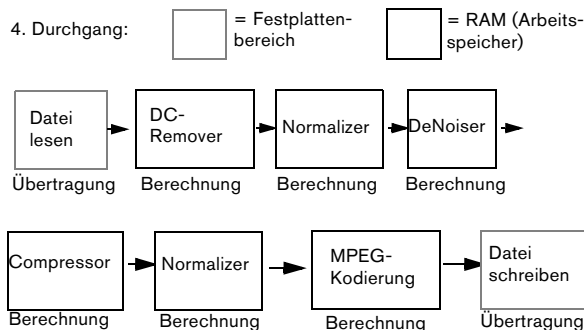 4. Durchgang:
= Festplatten-
bereich
= RAM (Arbeits-
speicher)
Datei
lesen
DC-
Remover
Normalizer
DeNoiser
Übertragung
Berechnung
Berechnung
Berechnung
Compressor
Normalizer
MPEG-
Kodierung
Datei
schreiben
Berechnung
Berechnung
Berechnung
Übertragung